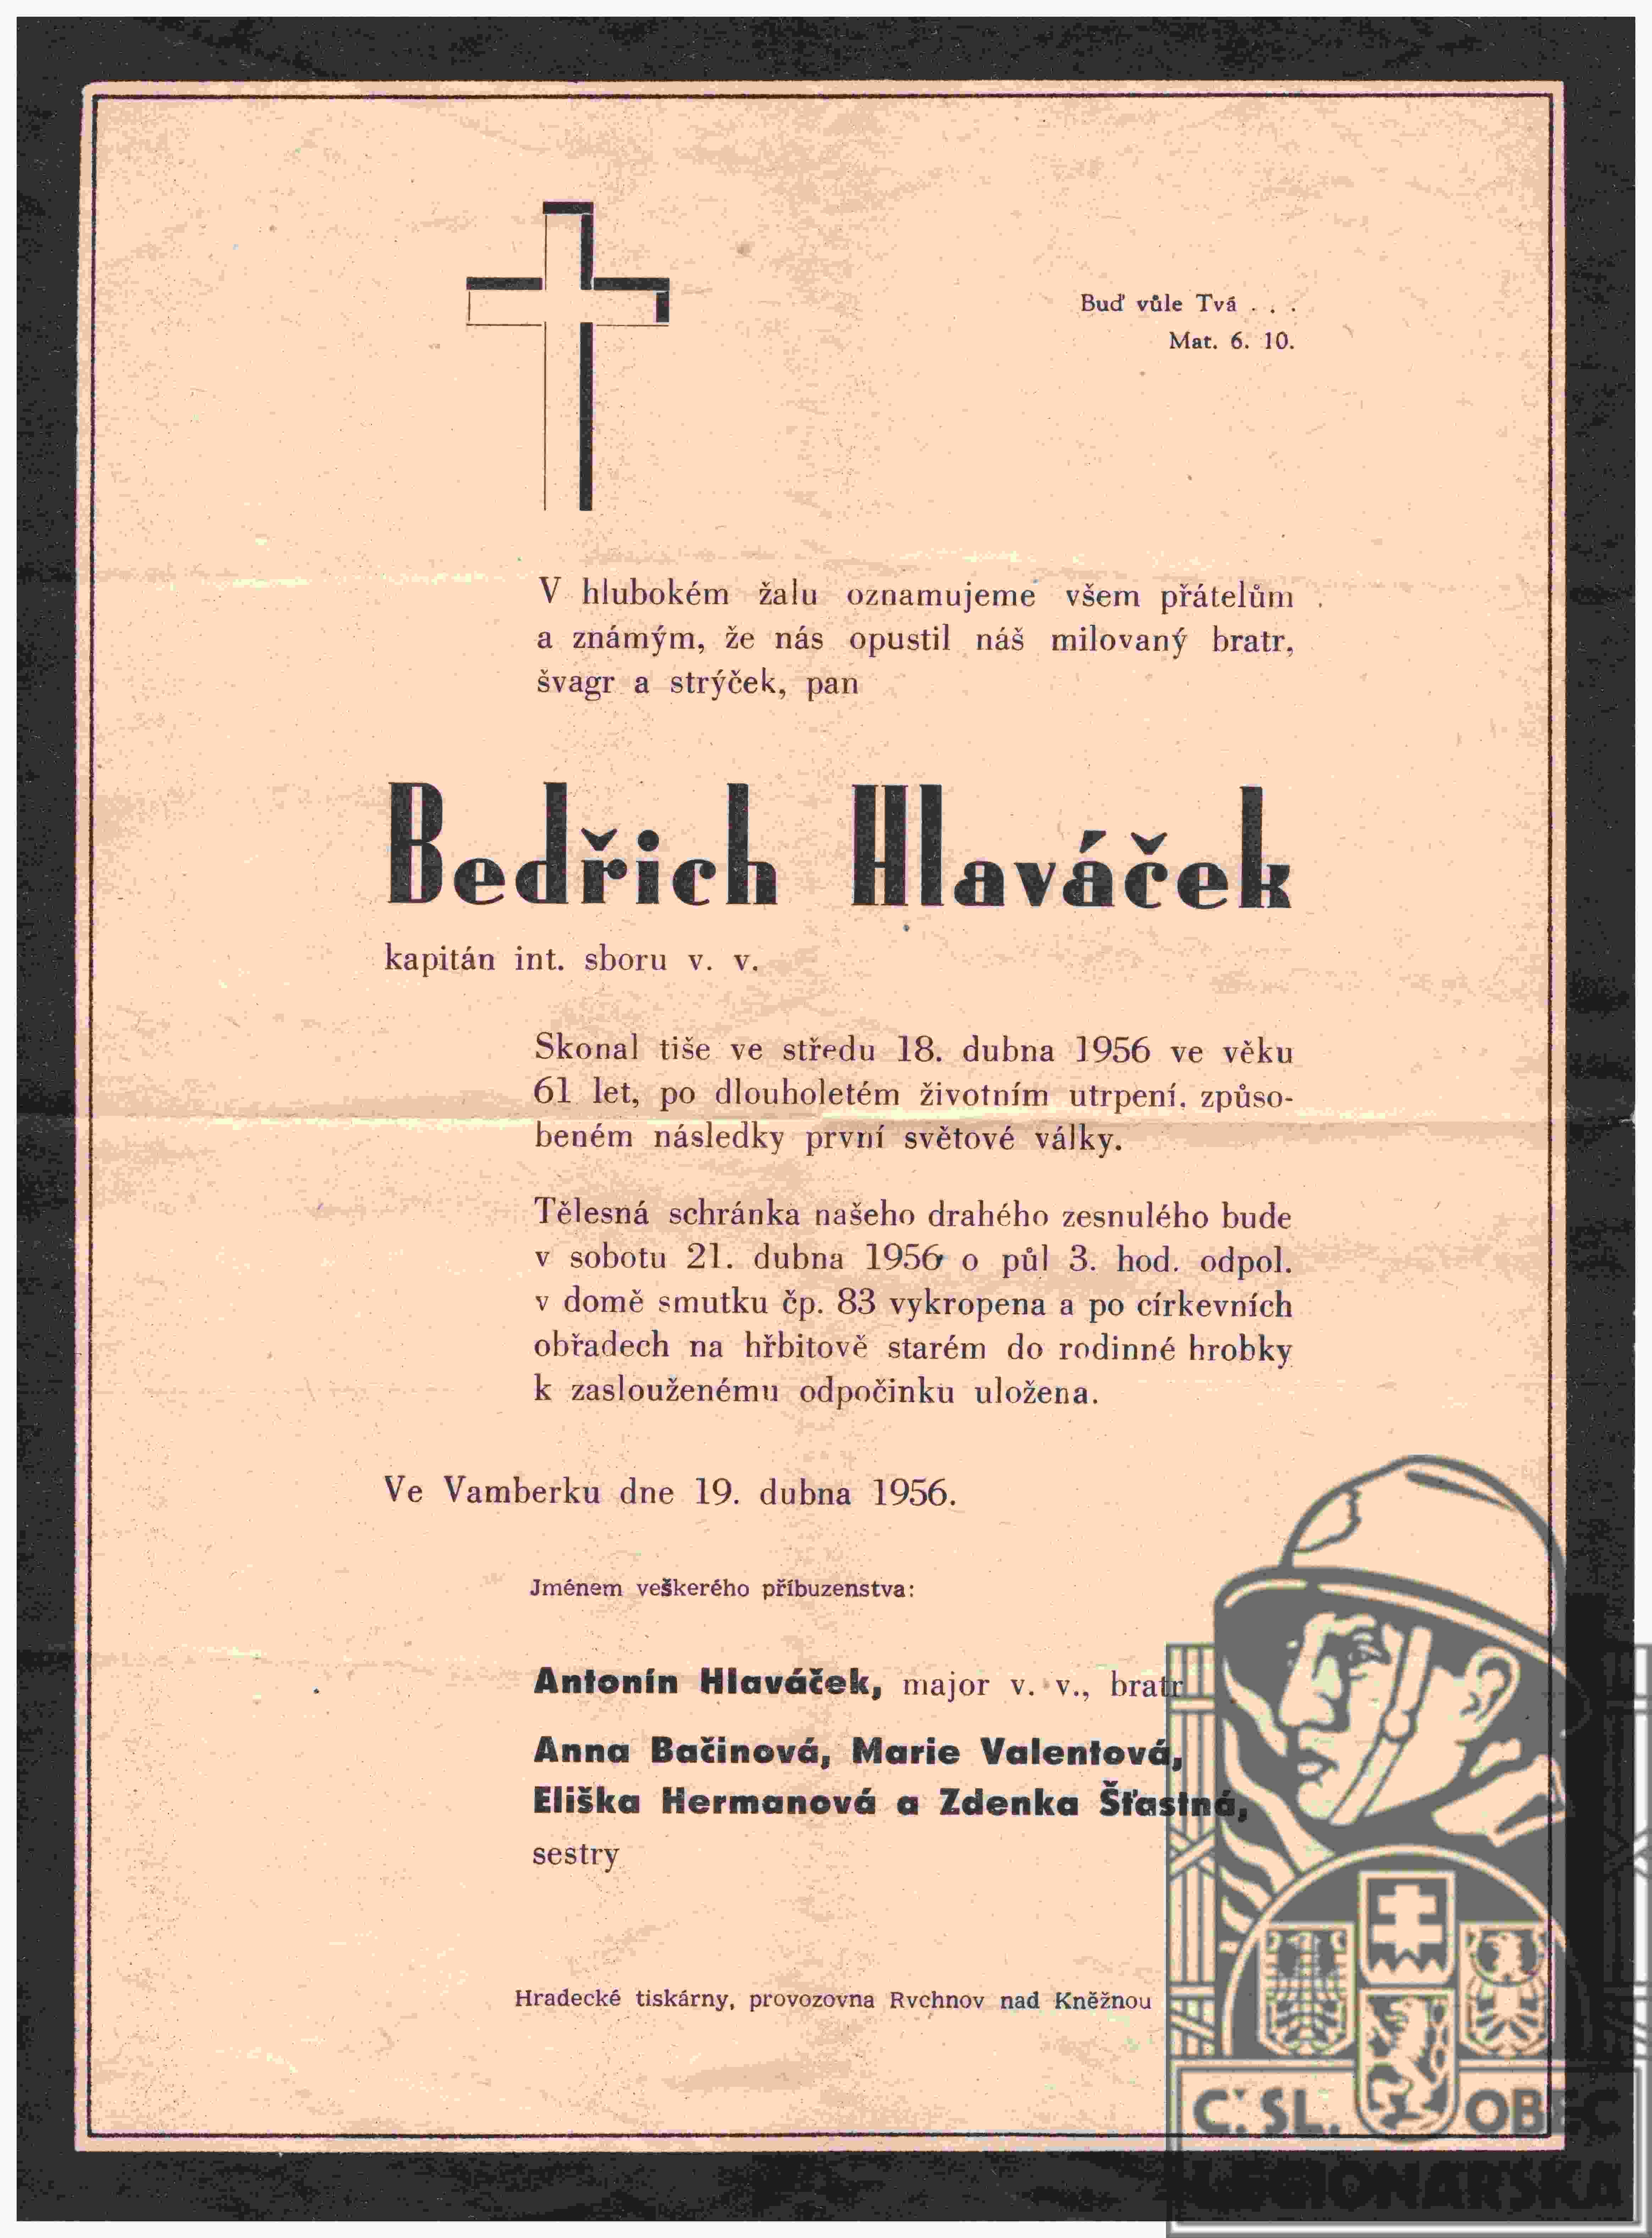 Buď vůle Tvá . . .
Mat. 6. 10.
V hlubokém žalu oznamujeme všem přátelům
a známým, že nás opustil náš milovaný bratr,
švagr a strýček, pan
Bedřich Hlaváček
kapitán int. sboru v. v.
Skonal tiše ve středu 18. dubna 1956 ve věku
61 let, po dlouholetém životním utrpení, způso-
beném následky první světové války.
Tělesná schránka našeho drahého zesnulého bude
v sobotu 21. dubna 1956 o půl 3. hod. odpol.
v domě smutku čp. 83 vykropena a po církevních
obřadech na hřbitově starém do rodinné hrobky
k zaslouženému odpočinku uložena.
Ve Vamberku dne 19. dubna 1956.
Jménem veškerého příbuzenstva:
Antonín Hlaváček, major v. v., bratr
Anna Bačinová, Marie Valentová,
Eliška Hermanová a Zdenka Šťastná,
sestry
Hradecké tiskárny, provozovna Rvchnov nad Kněžnou
Č. SL. OBEC
LEGIONÁŘSKÁ